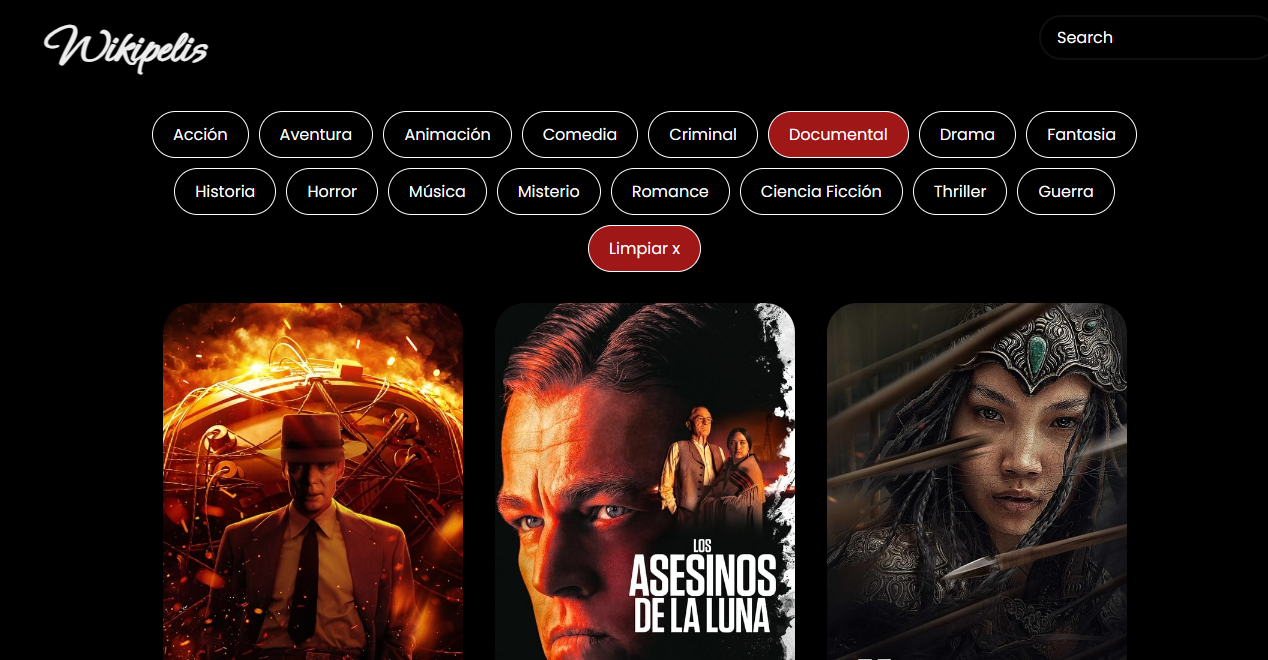 Wikipelis
Search
Acción Aventura Animación Comedia Criminal Documental Drama Fantasia
Historia Horror Música Misterio Romance Ciencia Ficción Thriller Guerra
Limpiar x
LOS
ASESINOS
DE LA LUNA